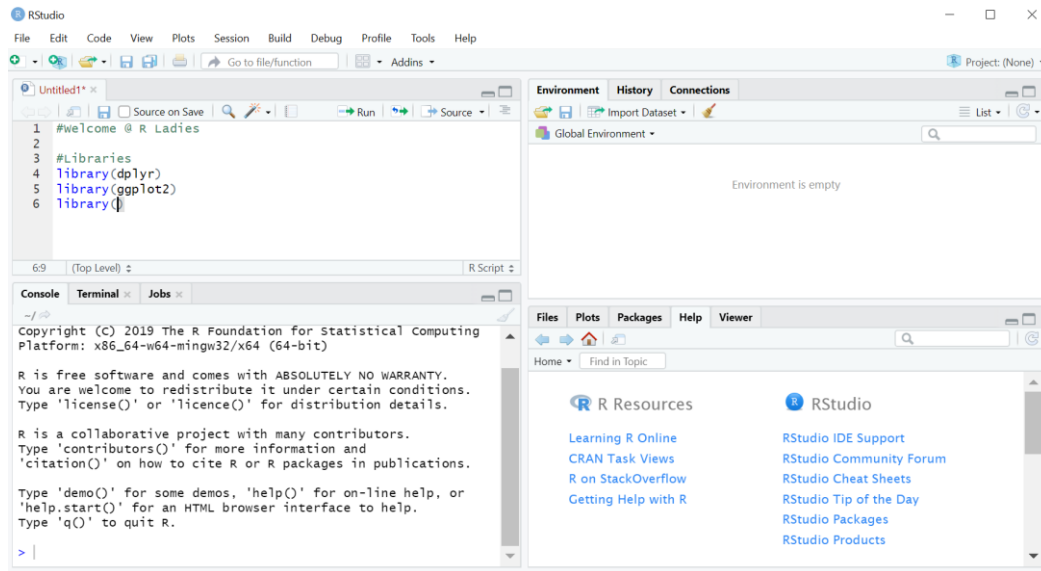 RStudio
File Edit Code View Plots Session Build Debug Profile Tools Help
Go to file/function Addins Project: (None)
Untitled1*
Source on Save Run Source
1 #Welcome @ R Ladies
2
3 #Libraries
4 library(dplyr)
5 library(ggplot2)
6 library()
6:9 (Top Level) R Script
Console Terminal Jobs
~/
Copyright (C) 2019 The R Foundation for Statistical Computing
Platform: x86_64-w64-mingw32/x64 (64-bit)
R is free software and comes with ABSOLUTELY NO WARRANTY.
You are welcome to redistribute it under certain conditions.
Type 'license()' or 'licence()' for distribution details.
R is a collaborative project with many contributors.
Type 'contributors()' for more information and
'citation()' on how to cite R or R packages in publications.
Type 'demo()' for some demos, 'help()' for on-line help, or
'help.start()' for an HTML browser interface to help.
Type 'q()' to quit R.
>
Environment History Connections
Import Dataset List
Global Environment
Environment is empty
Files Plots Packages Help Viewer
Home Find in Topic
R R Resources
Learning R Online
CRAN Task Views
R on StackOverflow
Getting Help with R
R RStudio
RStudio IDE Support
RStudio Community Forum
RStudio Cheat Sheets
RStudio Tip of the Day
RStudio Packages
RStudio Products